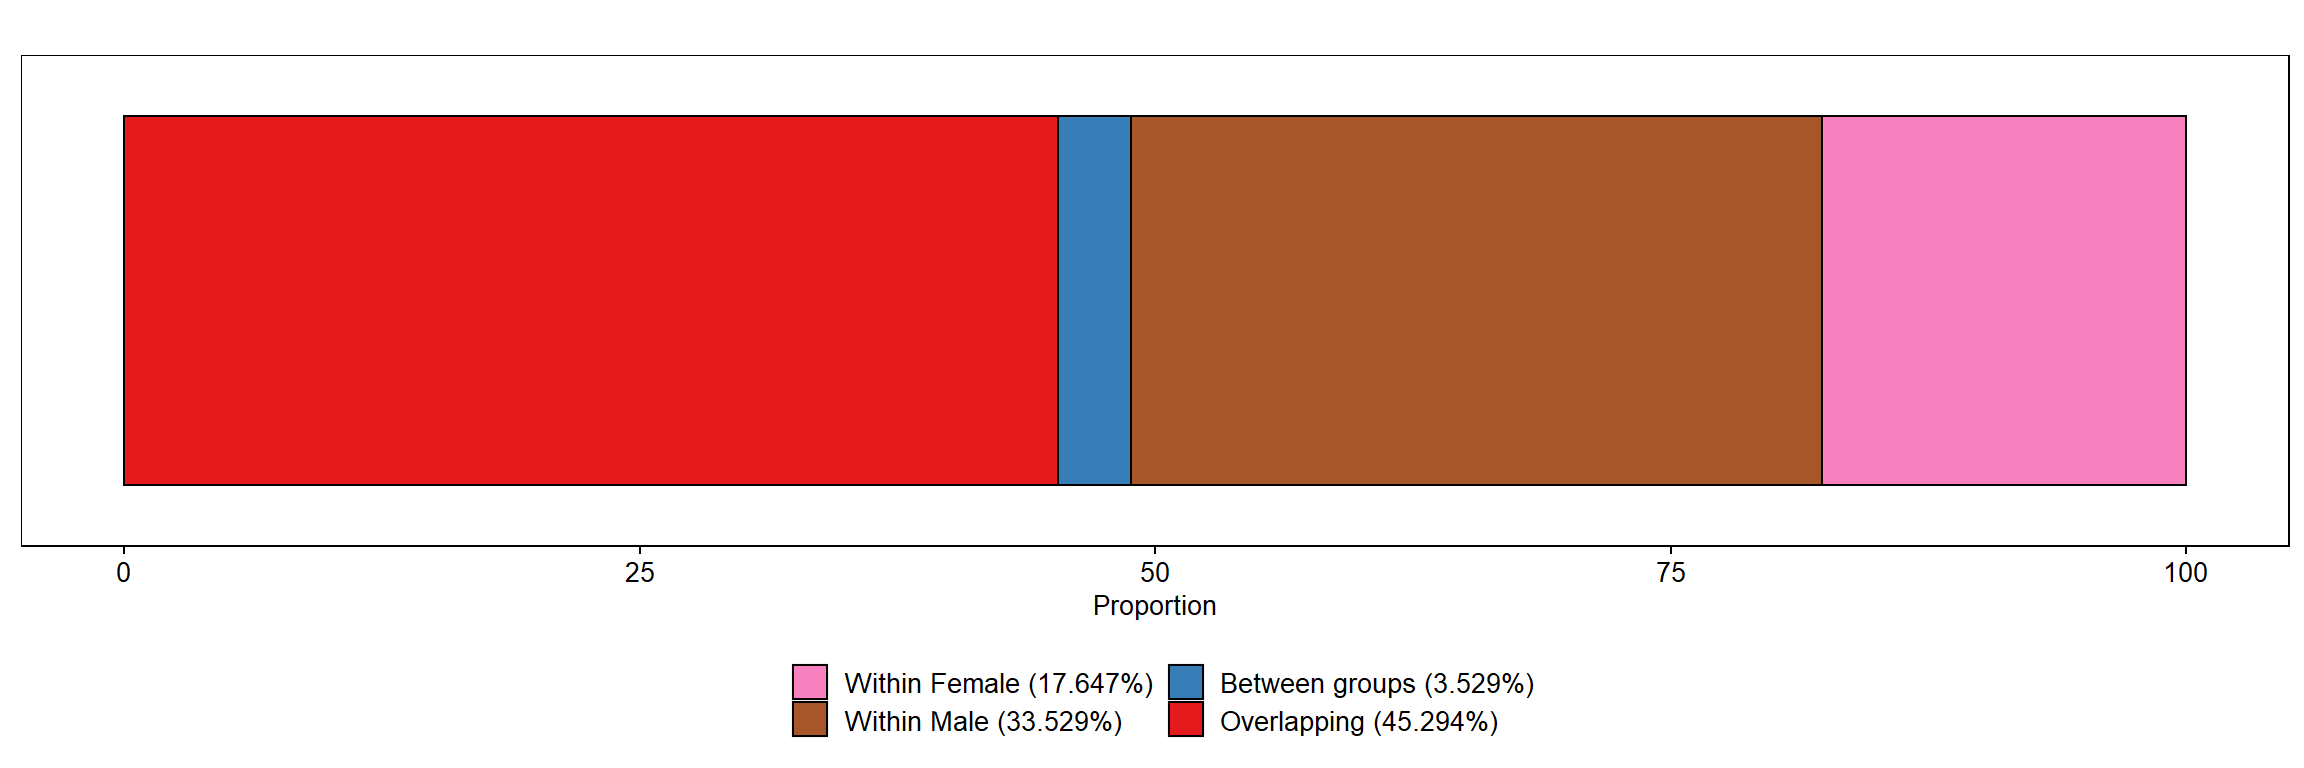 0 25 50 75 100
Proportion
Within Female (17.647%) Between groups (3.529%)
Within Male (33.529%) Overlapping (45.294%)